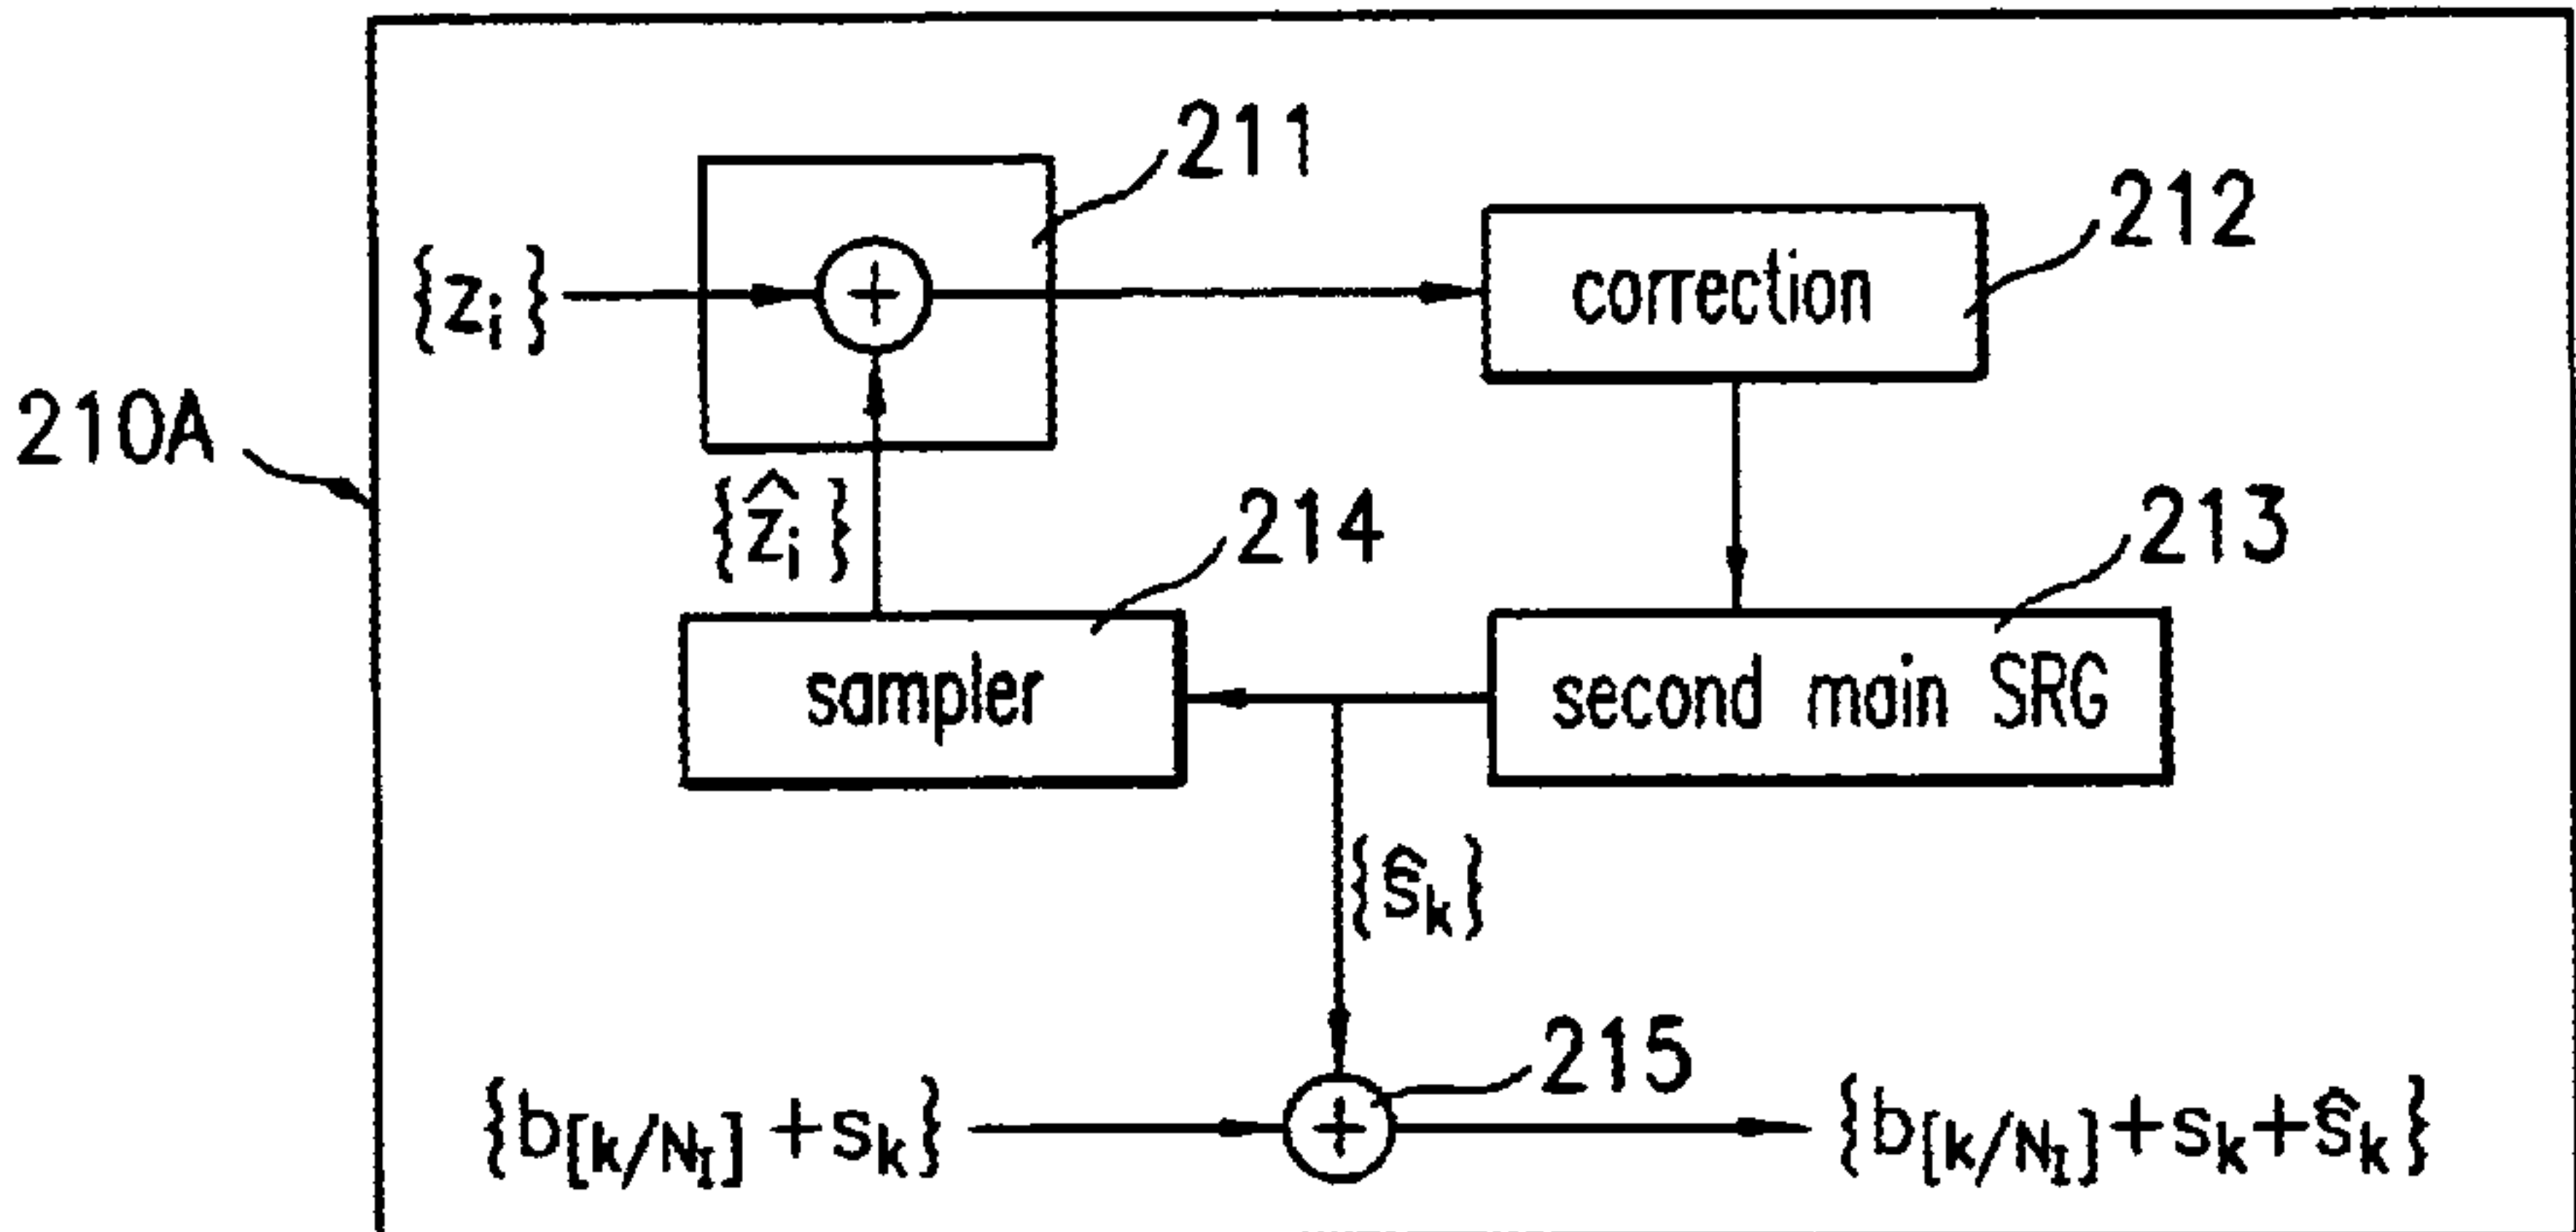 211
212
{z_i}
correction
210A
{ẑ_i}
214
213
sampler
second main SRG
{ŝ_k}
215
{b_[k/N_I]+s_k}
{b_[k/N_I]+s_k+ŝ_k}